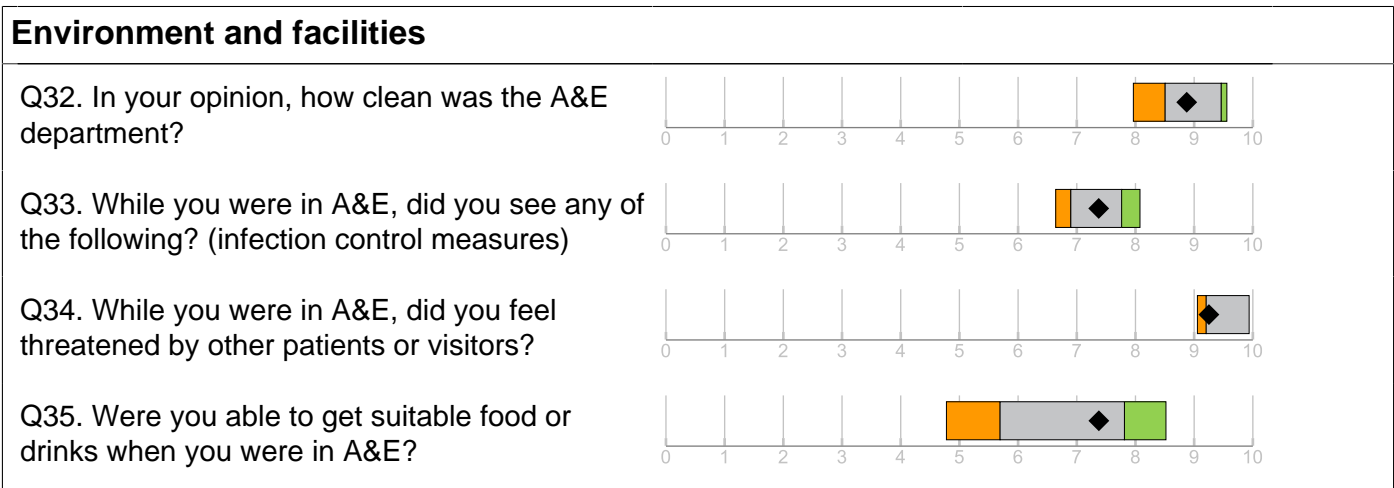 Environment and facilities
Q32. In your opinion, how clean was the A&E
department?
0 1 2 3 4 5 6 7 8 9 10
Q33. While you were in A&E, did you see any of
the following? (infection control measures)
0 1 2 3 4 5 6 7 8 9 10
Q34. While you were in A&E, did you feel
threatened by other patients or visitors?
0 1 2 3 4 5 6 7 8 9 10
Q35. Were you able to get suitable food or
drinks when you were in A&E?
0 1 2 3 4 5 6 7 8 9 10